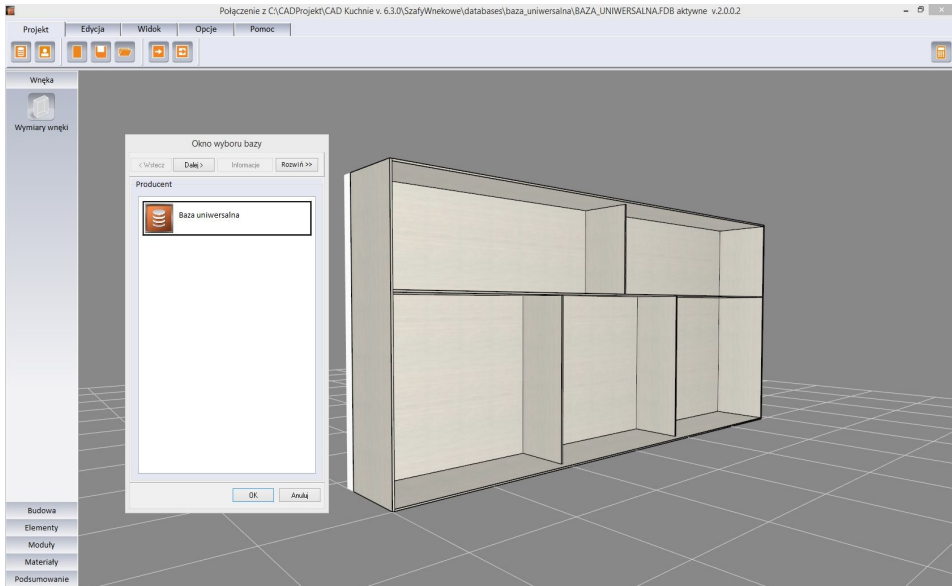 Połączenie z C:\CADProjekt\CAD Kuchnie v. 6.3.0\SzafyWnekowe\databases\baza_uniwersalna\BAZA_UNIWERSALNA.FDB aktywne v.2.0.0.2
Projekt Edycja Widok Opcje Pomoc
Wnęka
Wymiary wnęki
Okno wyboru bazy
< Wstecz Dalej > Informacje Rozwiń >>
Producent
Baza uniwersalna
OK Anuluj
Budowa
Elementy
Moduły
Materiały
Podsumowanie